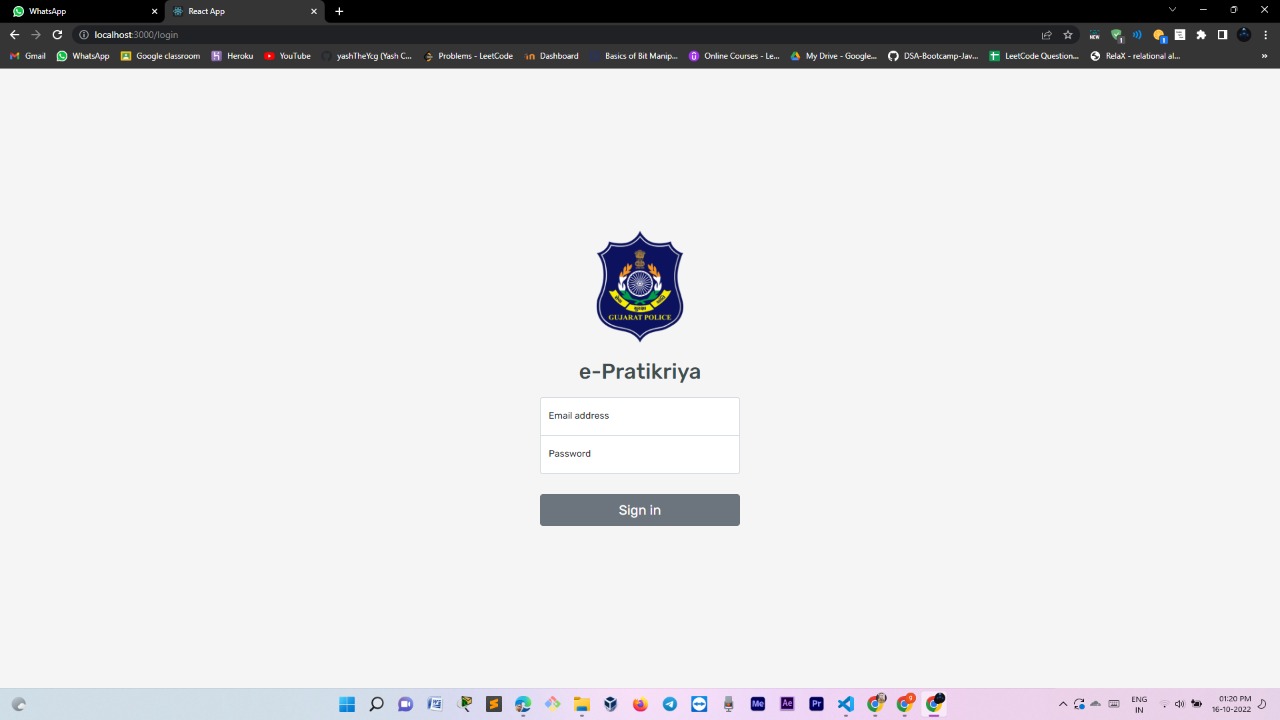 WhatsApp
React App
localhost:3000/login
Gmail
WhatsApp
Google classroom
Heroku
YouTube
yashTheYcg (Yash C...
Problems - LeetCode
Dashboard
Basics of Bit Manip...
Online Courses - Le...
My Drive - Google...
DSA-Bootcamp-Jav...
LeetCode Question...
RelaX - relational al...
GUJARAT POLICE
e-Pratikriya
Email address
Password
Sign in
ENG
IN
01:20 PM
16-10-2022